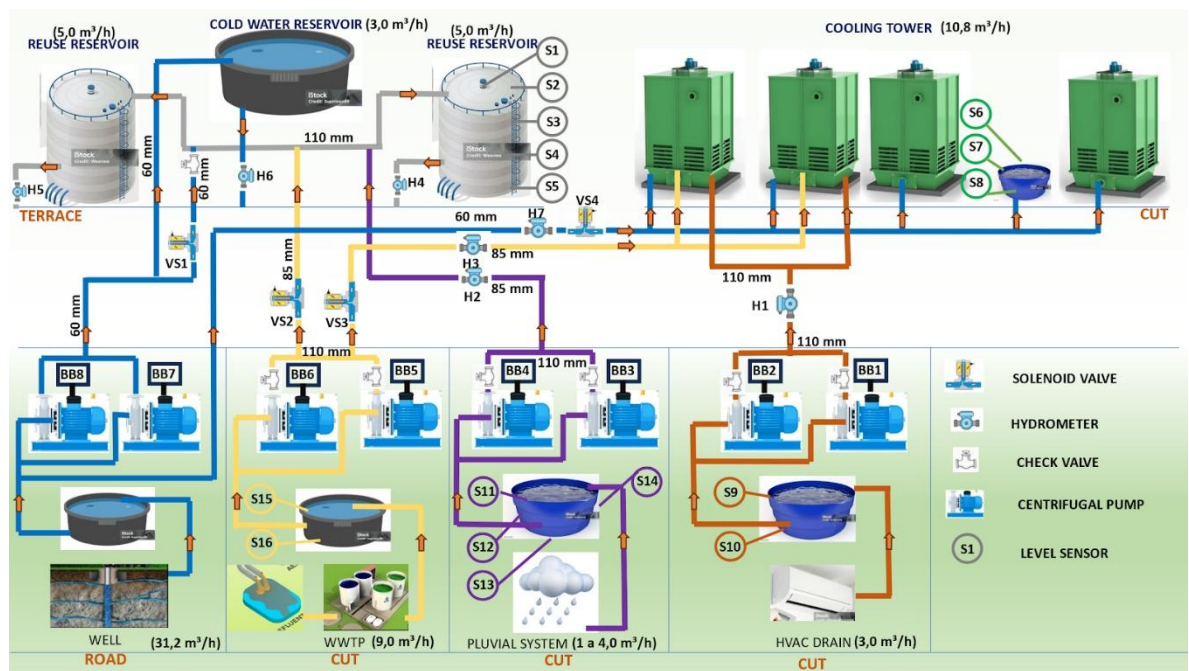 COLD WATER RESERVOIR (3,0 m³/h)
(5,0 m³/h)
REUSE RESERVOIR
(5,0 m³/h)
REUSE RESERVOIR
COOLING TOWER (10,8 m³/h)
S1
S2
S3
S4
S5
S6
S7
S8
iStock
iStock
iStock
110 mm
60 mm
60 mm
H5
H6
H4
TERRACE
CUT
60 mm
H7
VS4
VS1
H3
85 mm
H2
85 mm
85 mm
110 mm
H1
VS2
VS3
60 mm
110 mm
110 mm
110 mm
BB8
BB7
BB6
BB5
BB4
BB3
BB2
BB1
SOLENOID VALVE
HYDROMETER
CHECK VALVE
CENTRIFUGAL PUMP
S1
LEVEL SENSOR
S15
S16
S11
S12
S13
S14
S9
S10
iStock
iStock
WELL
(31,2 m³/h)
WWTP
(9,0 m³/h)
PLUVIAL SYSTEM (1 a 4,0 m³/h)
HVAC DRAIN (3,0 m³/h)
ROAD
CUT
CUT
CUT